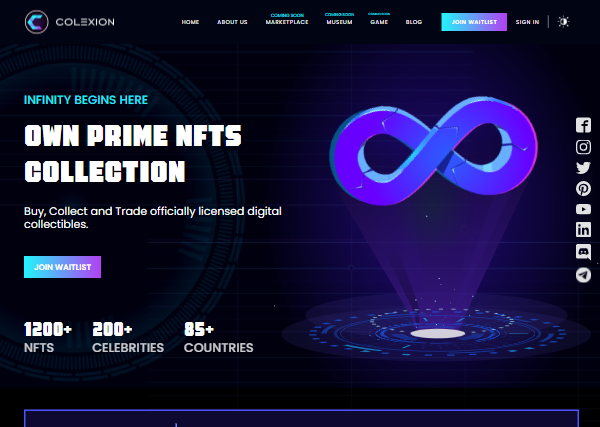 COLEXION
HOME
ABOUT US
COMING SOON
MARKETPLACE
COMING SOON
MUSEUM
COMING SOON
GAME
BLOG
JOIN WAITLIST
SIGN IN
INFINITY BEGINS HERE
OWN PRIME NFTS
COLLECTION
Buy, Collect and Trade officially licensed digital
collectibles.
JOIN WAITLIST
1200+ 200+ 85+
NFTS CELEBRITIES COUNTRIES